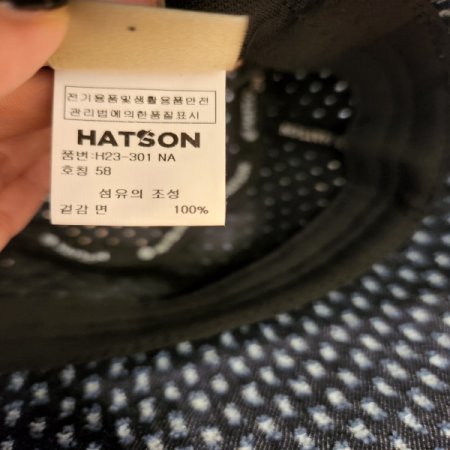 전기용품및생활용품안전
관리법에의한품질표시
HATSON
품번:H23-301 NA
호칭 58
섬유의 조성
겉감 면 100%